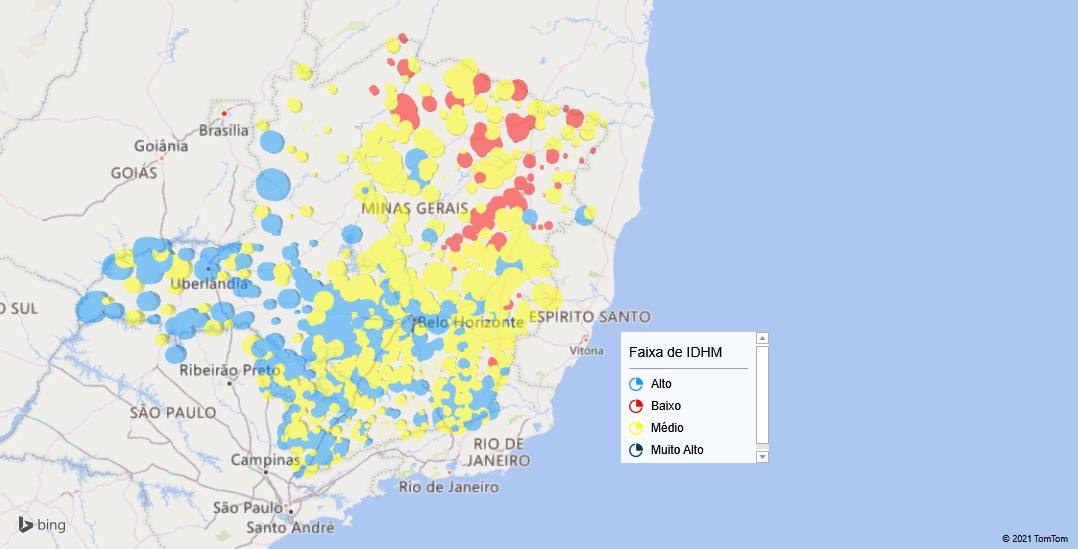 Brasília
Goiânia
GOIÁS
MINAS GERAIS
Uberlândia
O SUL
Belo Horizonte
ESPÍRITO SANTO
Vitória
Ribeirão Preto
SÃO PAULO
RIO DE
JANEIRO
Campinas
Rio de Janeiro
São Paulo
Santo André
Faixa de IDHM
Alto
Baixo
Médio
Muito Alto
bing
© 2021 TomTom